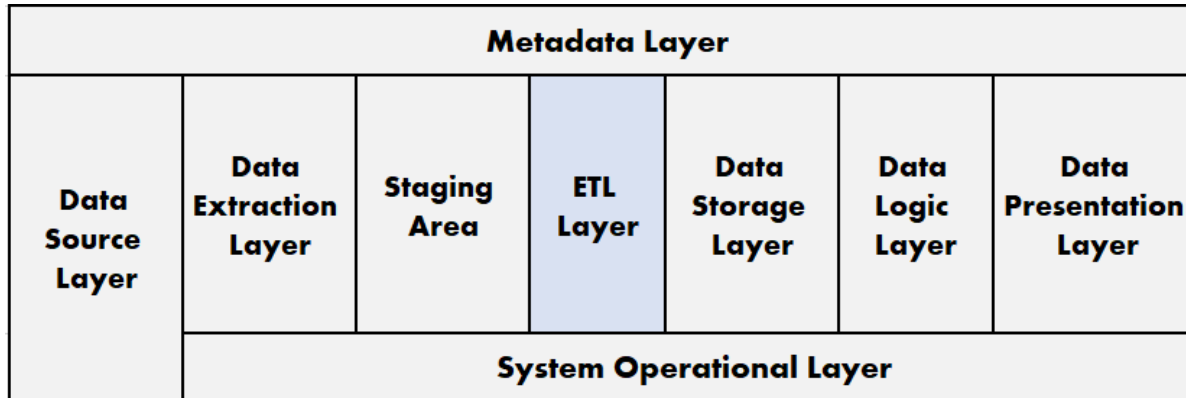 Metadata Layer
Data
Source
Layer
Data
Extraction
Layer
Staging
Area
ETL
Layer
Data
Storage
Layer
Data
Logic
Layer
Data
Presentation
Layer
System Operational Layer